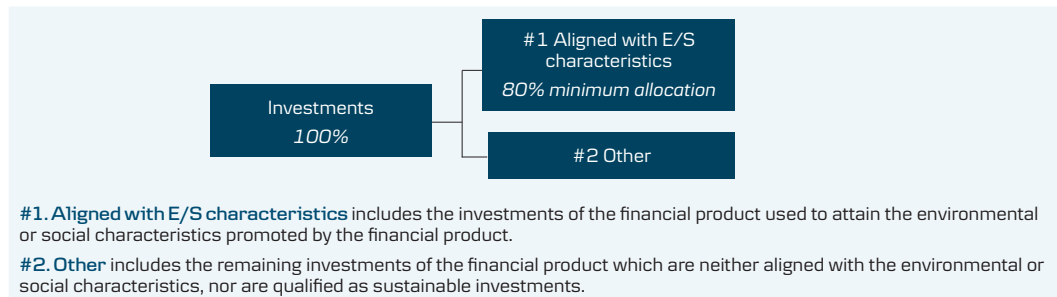 #1 Aligned with E/S
characteristics
80% minimum allocation
Investments
100%
#2 Other
#1. Aligned with E/S characteristics includes the investments of the financial product used to attain the environmental
or social characteristics promoted by the financial product.
#2. Other includes the remaining investments of the financial product which are neither aligned with the environmental or
social characteristics, nor are qualified as sustainable investments.